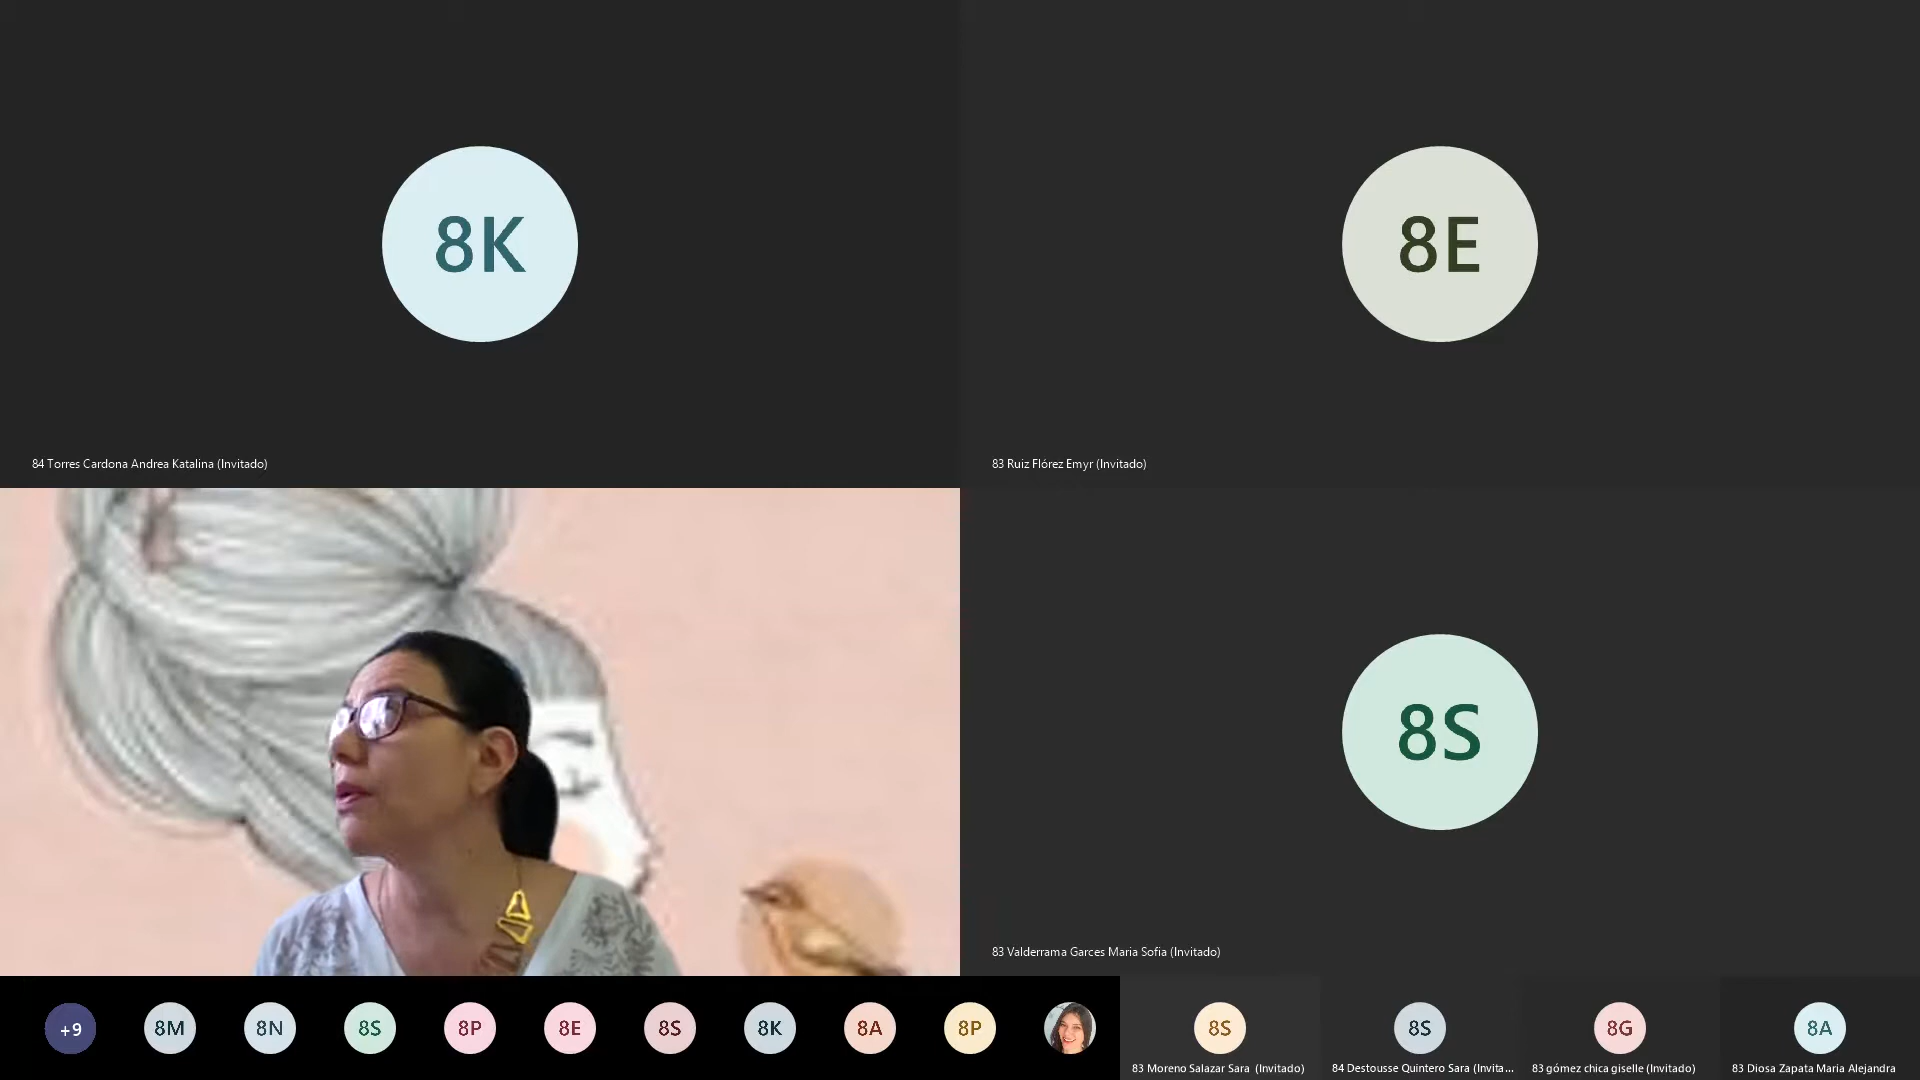 8K
84 Torres Cardona Andrea Katalina (Invitado)
8E
83 Ruiz Flórez Emyr (Invitado)
8S
83 Valderrama Garces Maria Sofia (Invitado)
+9
8M
8N
8S
8P
8E
8S
8K
8A
8P
8S
83 Moreno Salazar Sara (Invitado)
8S
84 Destousse Quintero Sara (Invita...
8G
83 gómez chica giselle (Invitado)
8A
83 Diosa Zapata Maria Alejandra